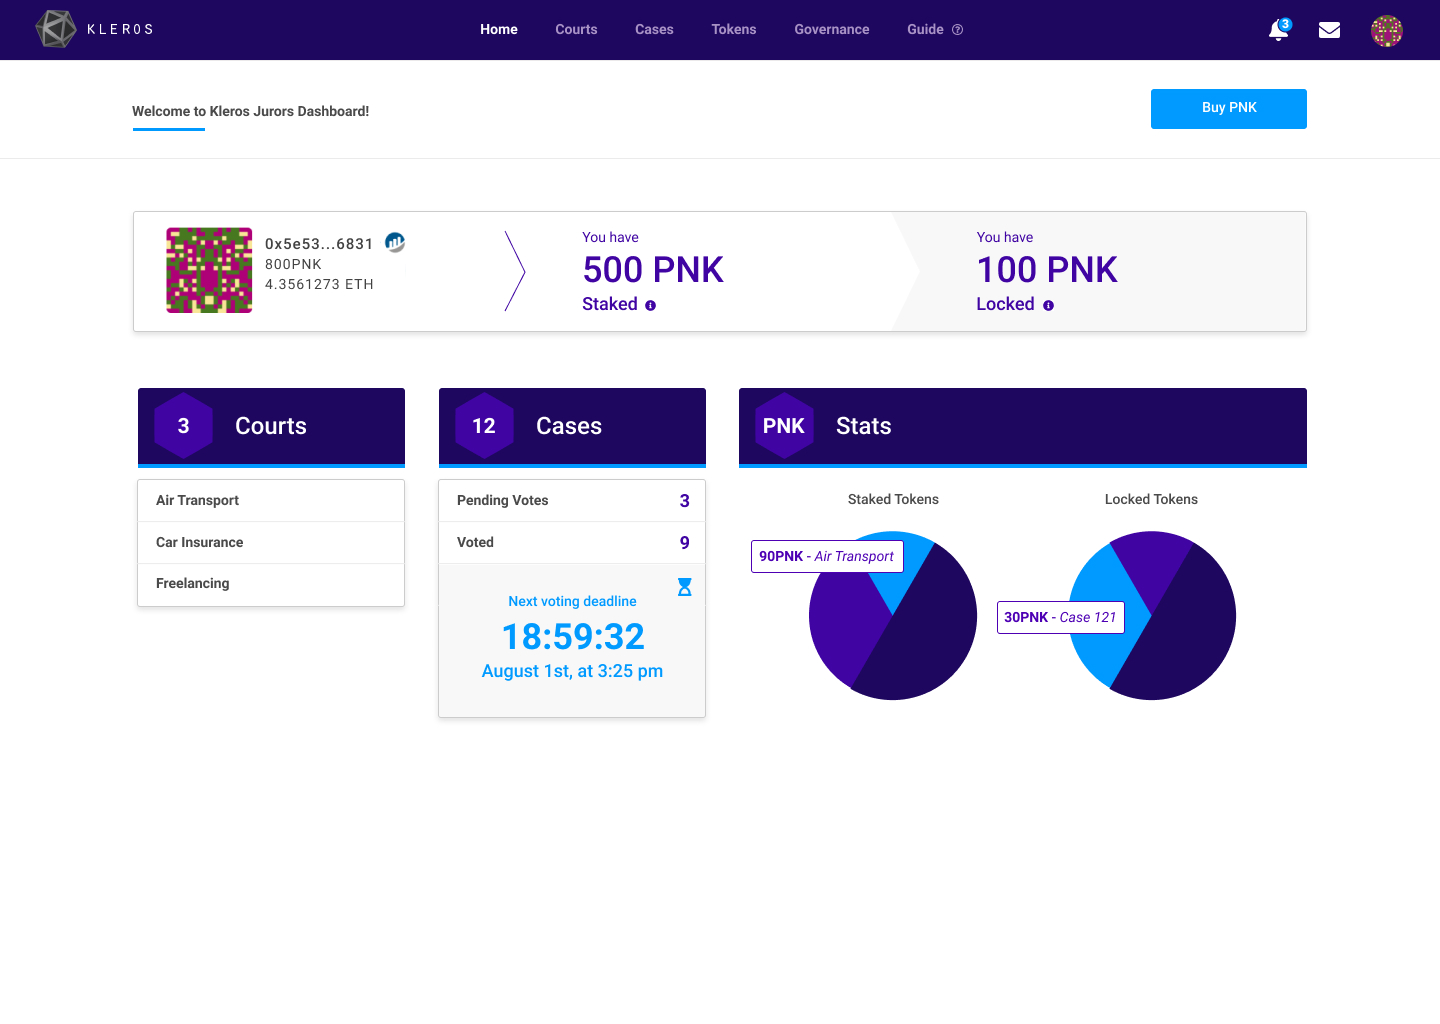 KLEROS
Home
Courts
Cases
Tokens
Governance
Guide
3
Welcome to Kleros Jurors Dashboard!
Buy PNK
0x5e53...6831
800PNK
4.3561273 ETH
You have
500 PNK
Staked
You have
100 PNK
Locked
3 Courts
Air Transport
Car Insurance
Freelancing
12 Cases
Pending Votes 3
Voted 9
Next voting deadline
18:59:32
August 1st, at 3:25 pm
PNK Stats
Staked Tokens
90PNK - Air Transport
Locked Tokens
30PNK - Case 121